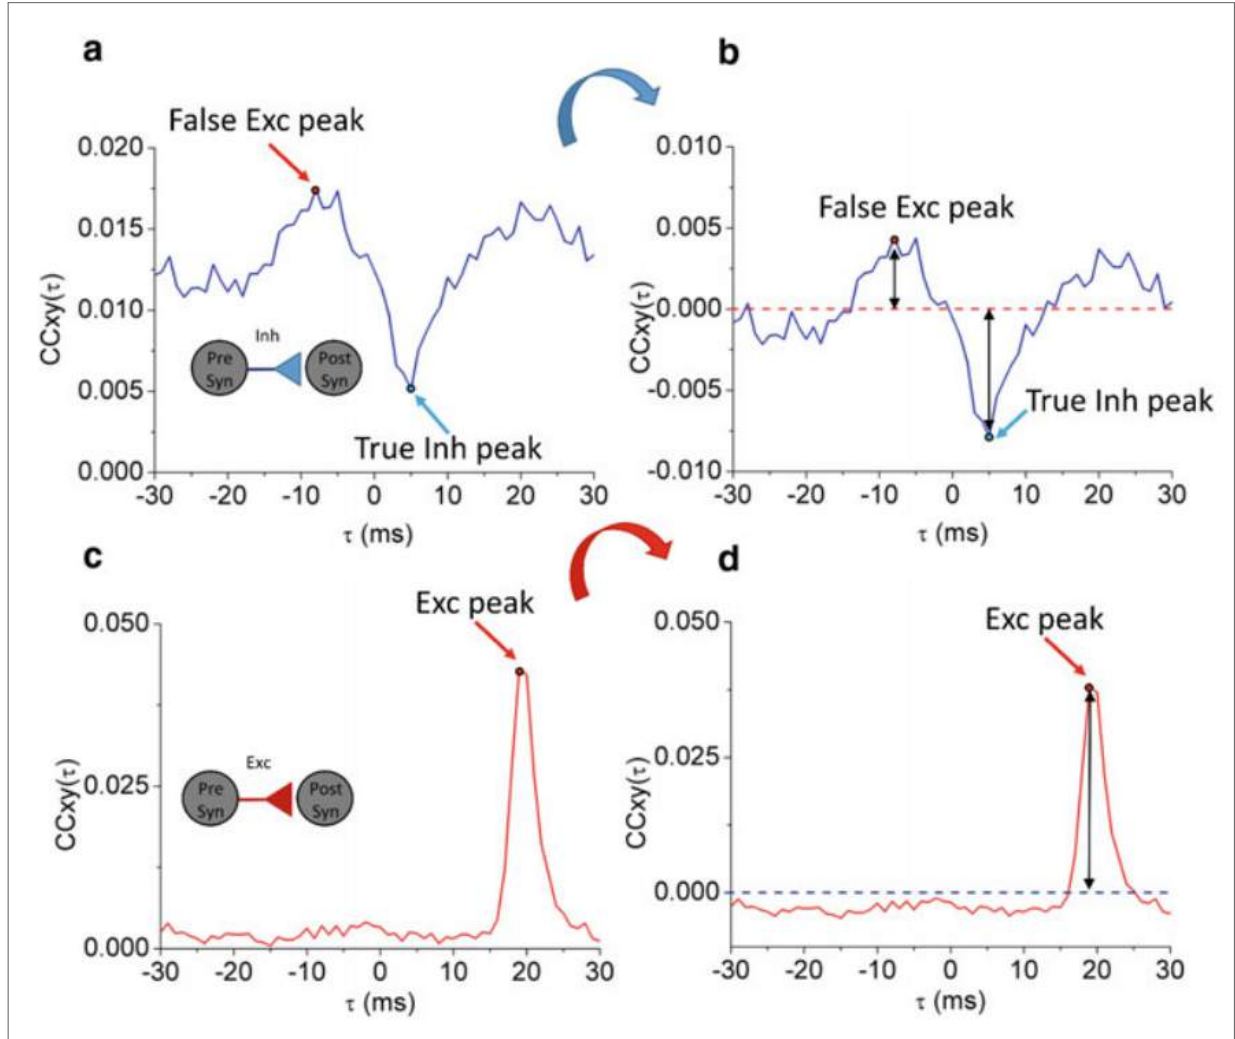 a
False Exc peak
0.020
0.015
0.010
0.005
0.000
CCxy(τ)
Inh
Pre
Syn
Post
Syn
True Inh peak
-30 -20 -10 0 10 20 30
τ (ms)
b
0.010
0.005
0.000
-0.005
-0.010
CCxy(τ)
False Exc peak
True Inh peak
-30 -20 -10 0 10 20 30
τ (ms)
c
Exc peak
0.050
0.025
0.000
CCxy(τ)
Exc
Pre
Syn
Post
Syn
-30 -20 -10 0 10 20 30
τ (ms)
d
Exc peak
0.050
0.025
0.000
CCxy(τ)
-30 -20 -10 0 10 20 30
τ (ms)